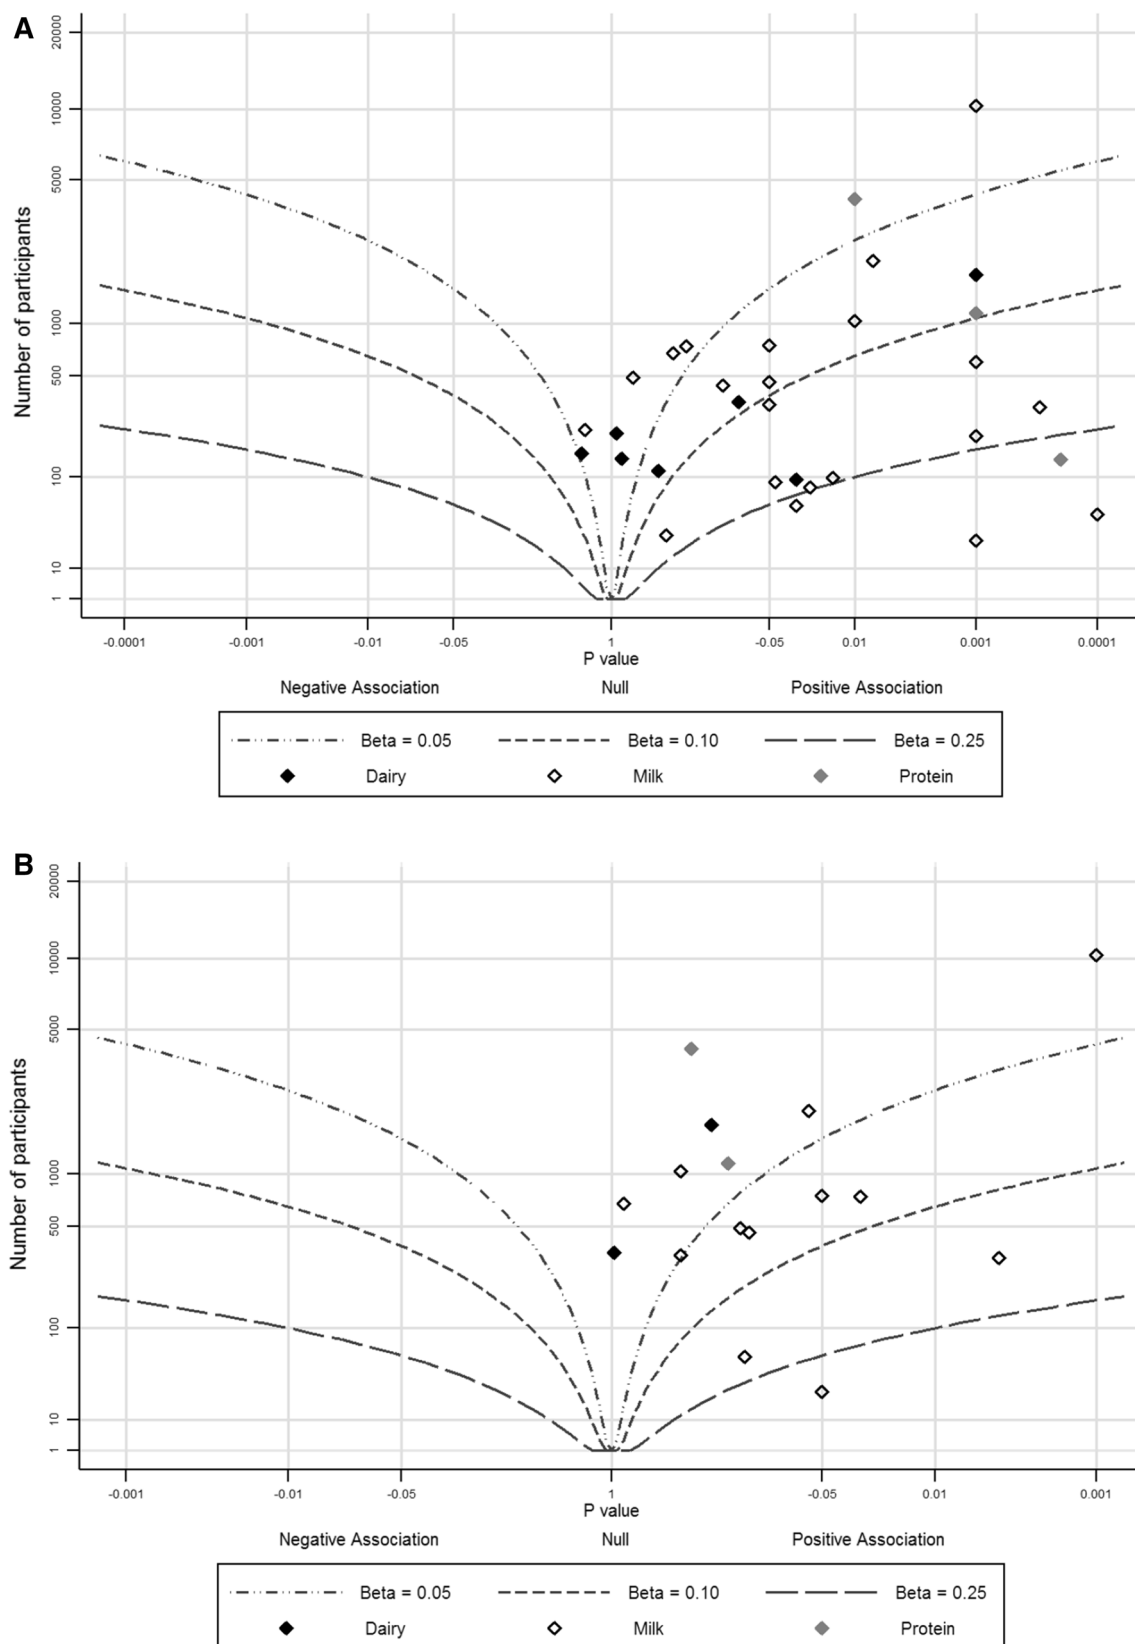 A
20000
10000
5000
1000
500
100
10
1
Number of participants
-0.0001 -0.001 -0.01 -0.05 1 -0.05 0.01 0.001 0.0001
P value
Negative Association Null Positive Association
Beta = 0.05 Beta = 0.10 Beta = 0.25
Dairy Milk Protein
B
20000
10000
5000
1000
500
100
10
1
Number of participants
-0.001 -0.01 -0.05 1 -0.05 0.01 0.001
P value
Negative Association Null Positive Association
Beta = 0.05 Beta = 0.10 Beta = 0.25
Dairy Milk Protein